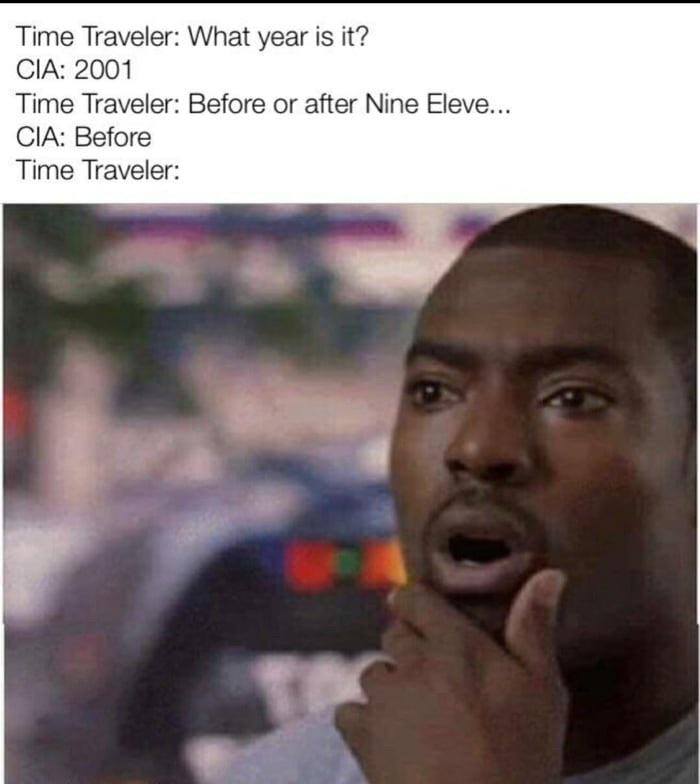 Time Traveler: What year is it?
CIA: 2001
Time Traveler: Before or after Nine Eleve...
CIA: Before
Time Traveler: